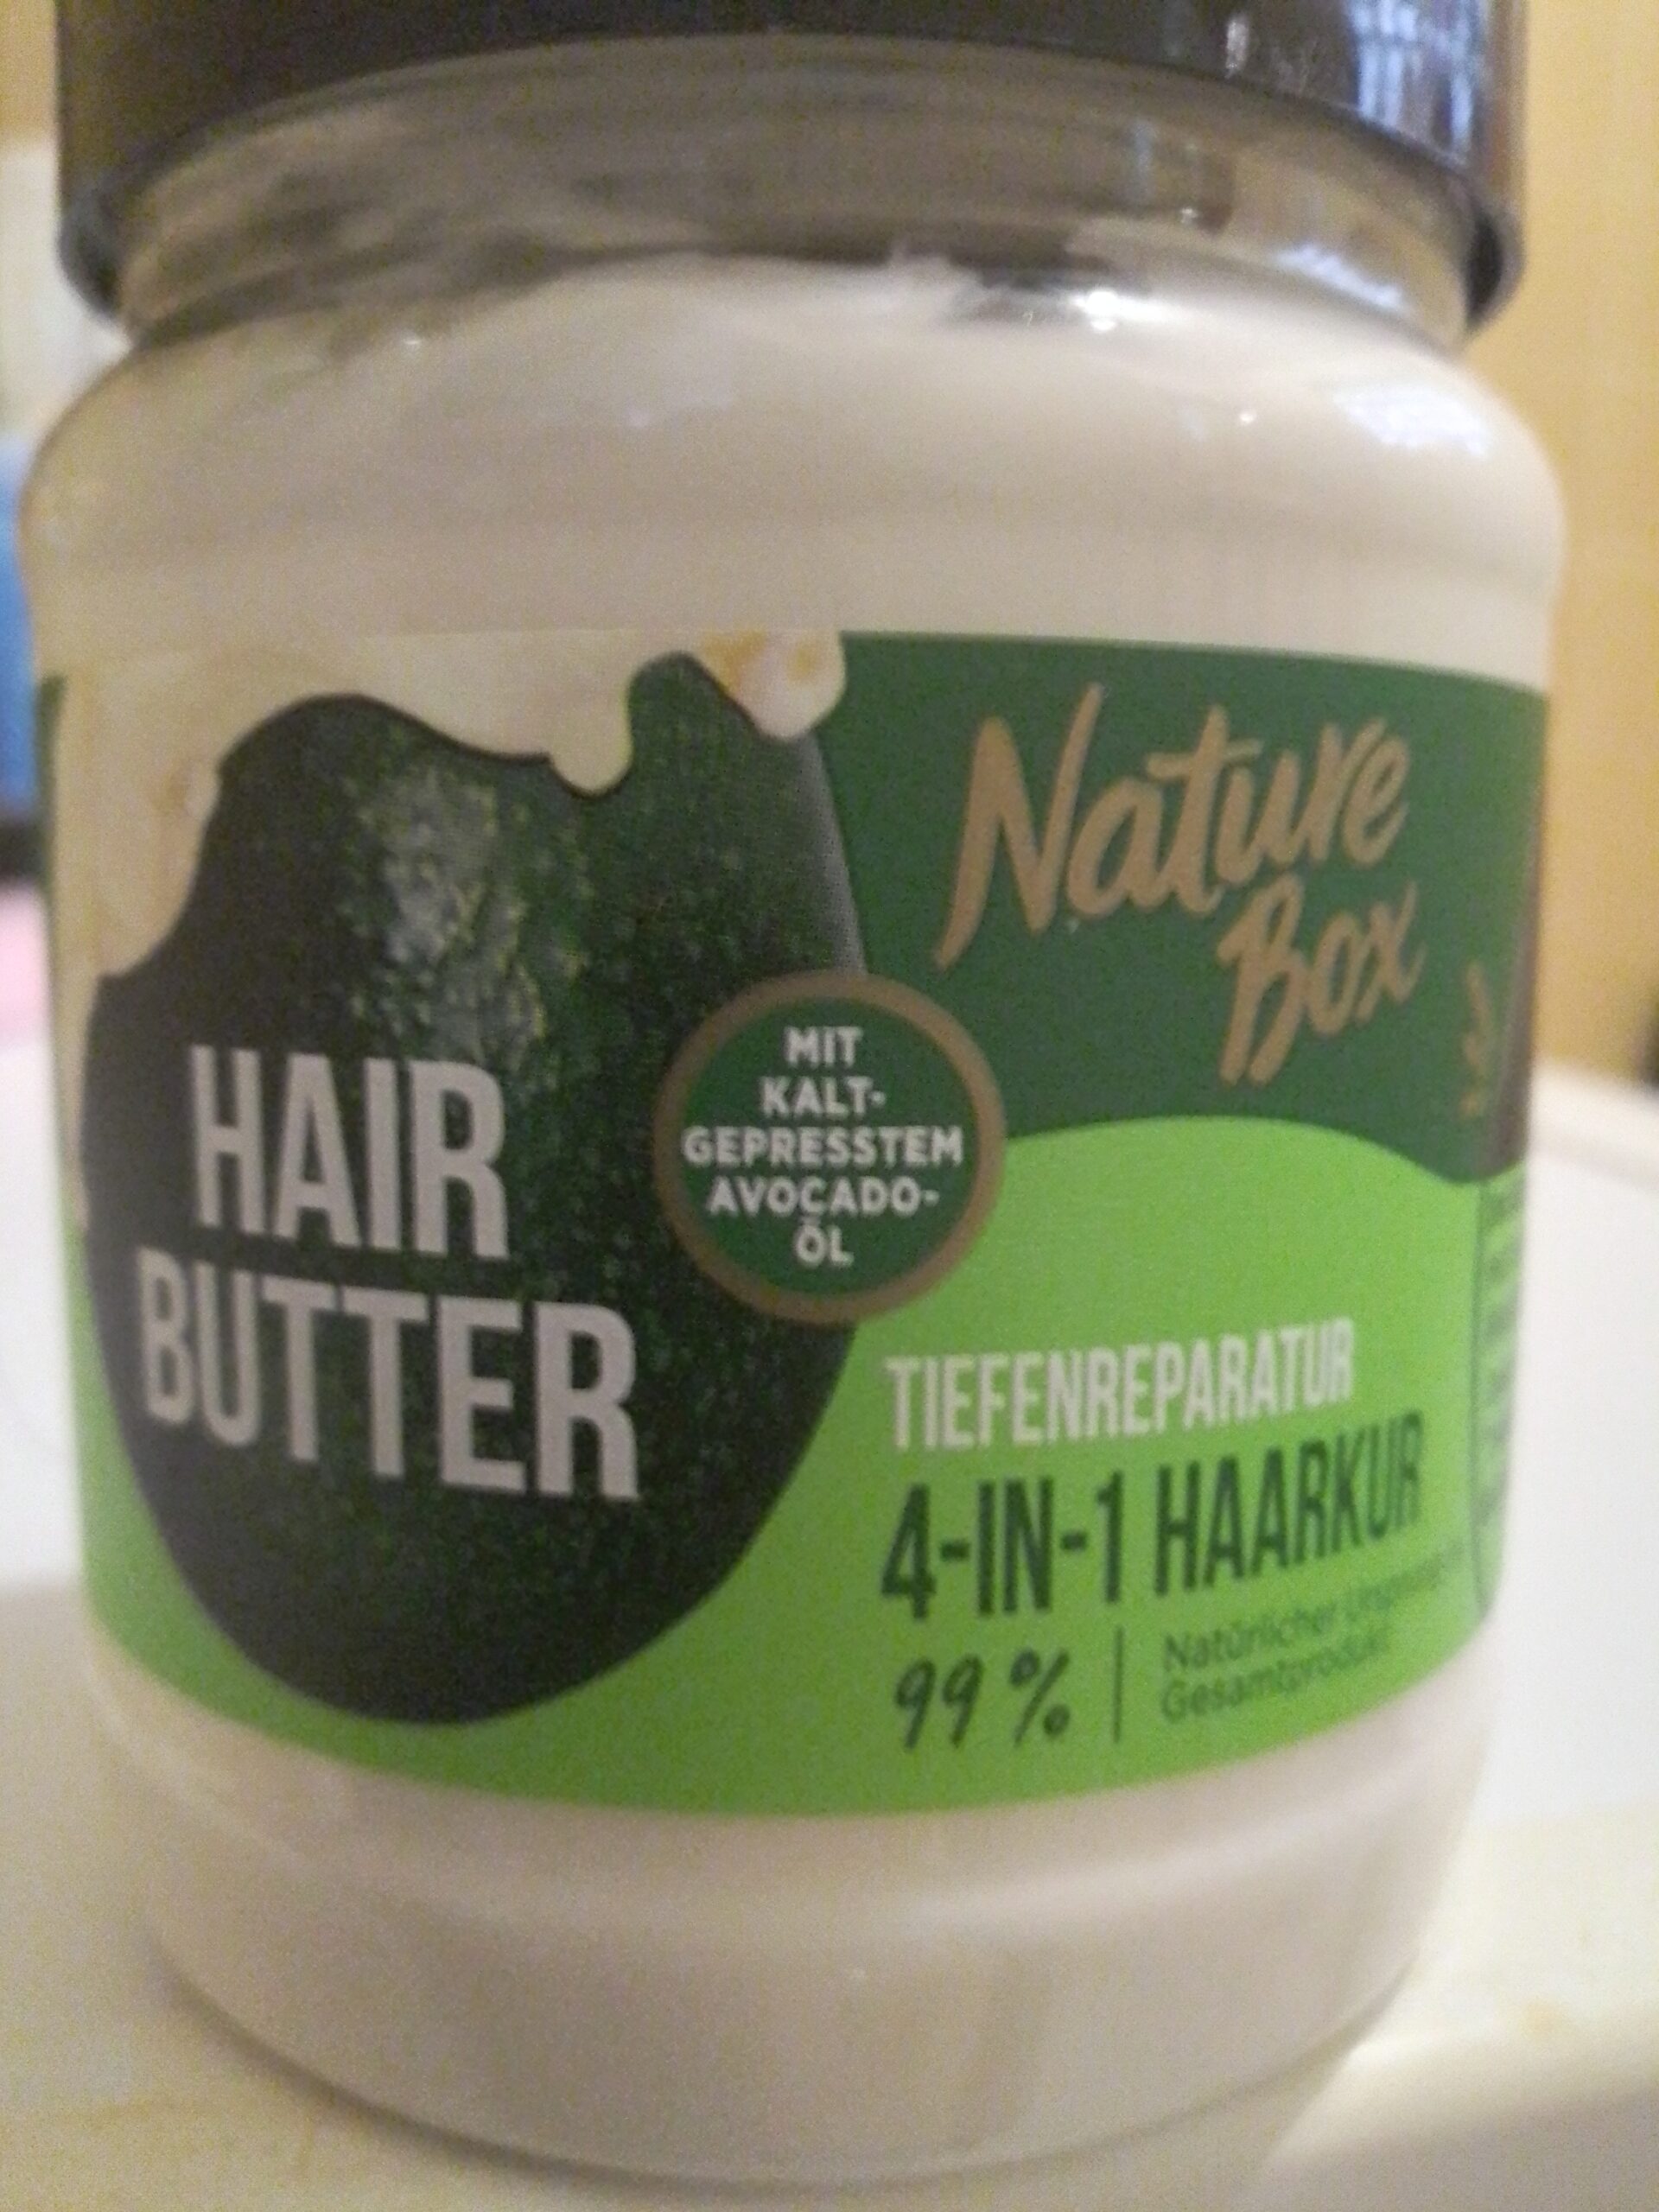 Nature
Box
MIT
KALT-
GEPRESSTEM
AVOCADO-
ÖL
HAIR
BUTTER
TIEFENREPARATUR
4-IN-1 HAARKUR
99 %
Natürlicher
Gesamtprodukt